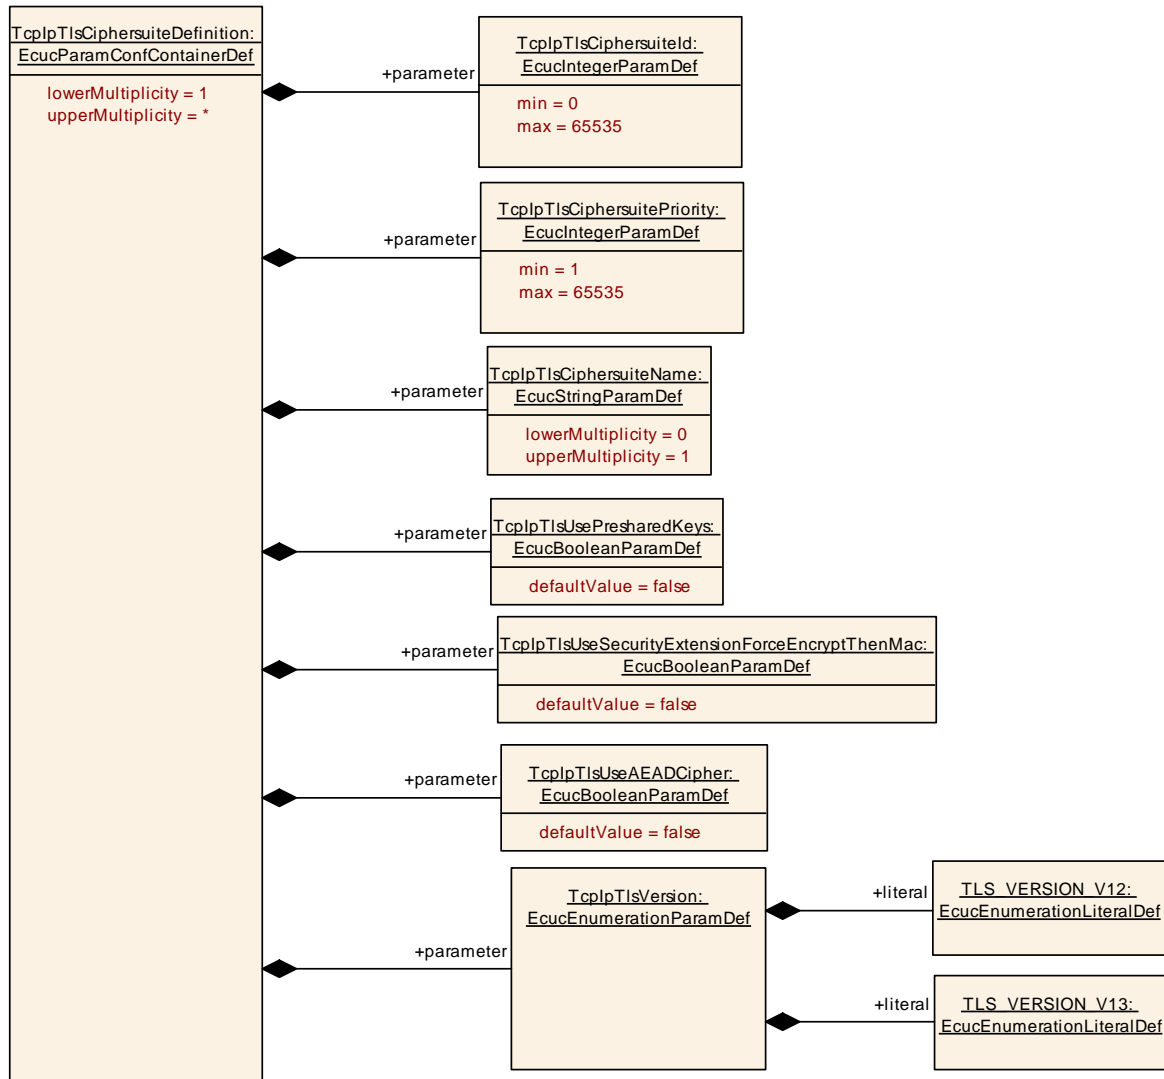 TcpIpTlsCiphersuiteDefinition:
EcucParamConfContainerDef
lowerMultiplicity = 1
upperMultiplicity = *
+parameter
TcpIpTlsCiphersuiteId:
EcucIntegerParamDef
min = 0
max = 65535
+parameter
TcpIpTlsCiphersuitePriority:
EcucIntegerParamDef
min = 1
max = 65535
+parameter
TcpIpTlsCiphersuiteName:
EcucStringParamDef
lowerMultiplicity = 0
upperMultiplicity = 1
+parameter
TcpIpTlsUsePresharedKeys:
EcucBooleanParamDef
defaultValue = false
+parameter
TcpIpTlsUseSecurityExtensionForceEncryptThenMac:
EcucBooleanParamDef
defaultValue = false
+parameter
TcpIpTlsUseAEADCipher:
EcucBooleanParamDef
defaultValue = false
+parameter
TcpIpTlsVersion:
EcucEnumerationParamDef
+literal
TLS_VERSION_V12:
EcucEnumerationLiteralDef
+literal
TLS_VERSION_V13:
EcucEnumerationLiteralDef